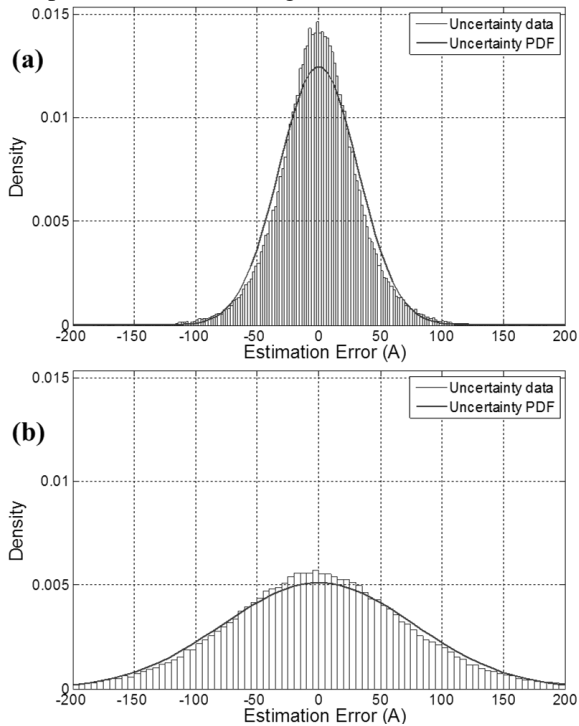 0.015
Uncertainty data
Uncertainty PDF
(a)
0.01
Density
0.005
0
-200 -150 -100 -50 0 50 100 150 200
Estimation Error (A)
0.015
Uncertainty data
Uncertainty PDF
(b)
0.01
Density
0.005
0
-200 -150 -100 -50 0 50 100 150 200
Estimation Error (A)